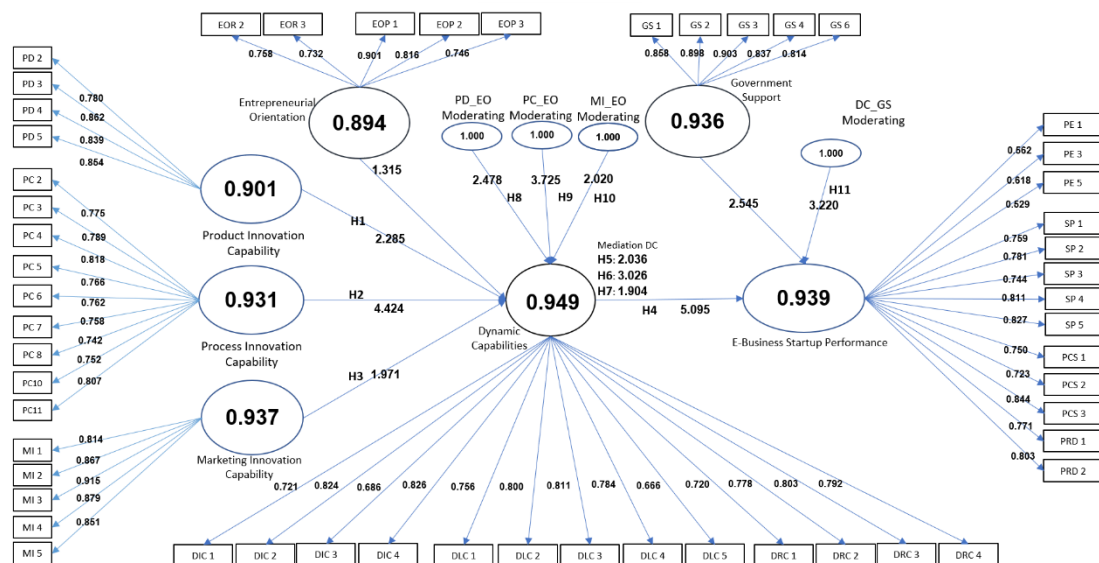 EOR 2
EOR 3
EOP 1
EOP 2
EOP 3
0.758
0.732
0.901
0.816
0.746
Entrepreneurial
Orientation
0.894
1.315
GS 1
GS 2
GS 3
GS 4
GS 6
0.858
0.898
0.903
0.837
0.814
Government
Support
0.936
2.545
PD_EO
Moderating
1.000
2.478
H8
PC_EO
Moderating
1.000
3.725
H9
MI_EO
Moderating
1.000
2.020
H10
DC_GS
Moderating
1.000
H11
3.220
PD 2
PD 3
PD 4
PD 5
0.780
0.862
0.839
0.854
0.901
Product Innovation
Capability
H1
2.285
PC 2
PC 3
PC 4
PC 5
PC 6
PC 7
PC 8
PC10
PC11
0.775
0.789
0.818
0.766
0.762
0.758
0.742
0.752
0.807
0.931
Process Innovation
Capability
H2
4.424
MI 1
MI 2
MI 3
MI 4
MI 5
0.814
0.867
0.915
0.879
0.851
0.937
Marketing Innovation
Capability
H3
1.971
Mediation DC
H5: 2.036
H6: 3.026
H7: 1.904
H4
5.095
0.949
Dynamic
Capabilities
0.939
E-Business Startup Performance
PE 1
PE 3
PE 5
SP 1
SP 2
SP 3
SP 4
SP 5
PCS 1
PCS 2
PCS 3
PRD 1
PRD 2
0.618
0.529
0.759
0.781
0.744
0.811
0.827
0.750
0.723
0.844
0.771
0.803
0.721
0.824
0.686
0.826
0.756
0.800
0.811
0.784
0.666
0.720
0.778
0.803
0.792
DIC 1
DIC 2
DIC 3
DIC 4
DLC 1
DLC 2
DLC 3
DLC 4
DLC 5
DRC 1
DRC 2
DRC 3
DRC 4